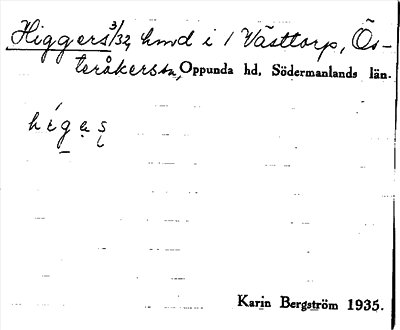 Higgers 3/32, hmd i 1 Västtorp, Ös-
teråkers sn, Oppunda hd, Södermanlands län.
hígas
Karin Bergström 1935.